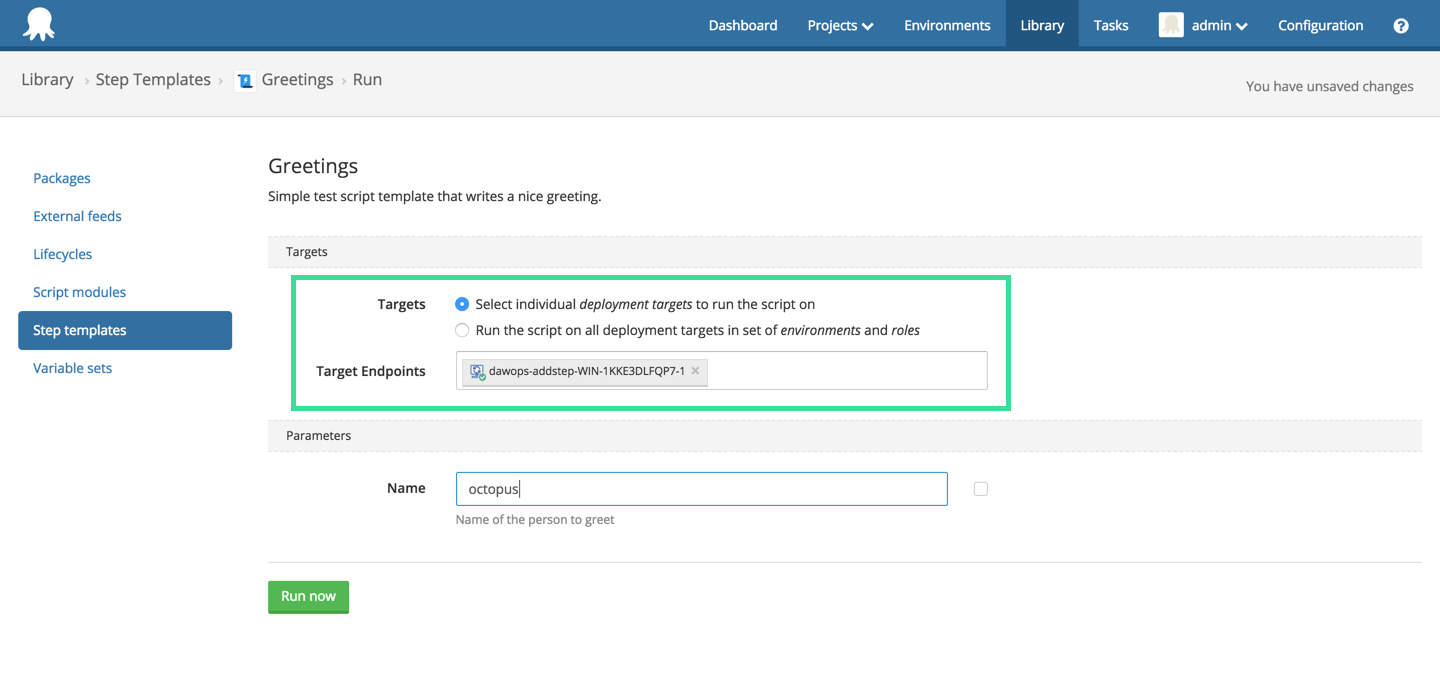 Dashboard Projects Environments Library Tasks admin Configuration ?
Library › Step Templates › Greetings › Run
You have unsaved changes
Packages
External feeds
Lifecycles
Script modules
Step templates
Variable sets
Greetings
Simple test script template that writes a nice greeting.
Targets
Targets
Select individual deployment targets to run the script on
Run the script on all deployment targets in set of environments and roles
Target Endpoints
dawops-addstep-WIN-1KKE3DLFQP7-1 ×
Parameters
Name
octopus
Name of the person to greet
Run now